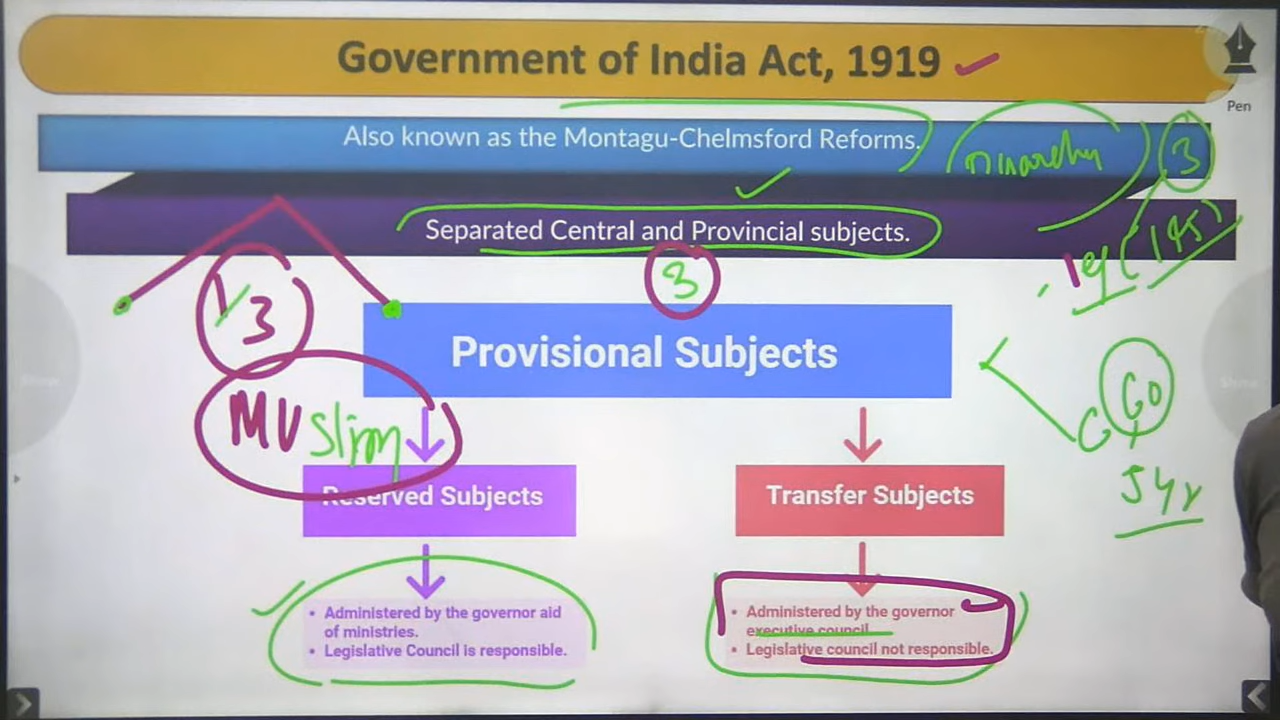 Government of India Act, 1919
Pen
Also known as the Montagu-Chelmsford Reforms.
3
Separated Central and Provincial subjects.
3
1/3
Provisional Subjects
MV
Reserved Subjects
Transfer Subjects
5 yr
• Administered by the governor aid
of ministries.
• Legislative Council is responsible.
• Administered by the governor
executive council
• Legislative council not responsible.